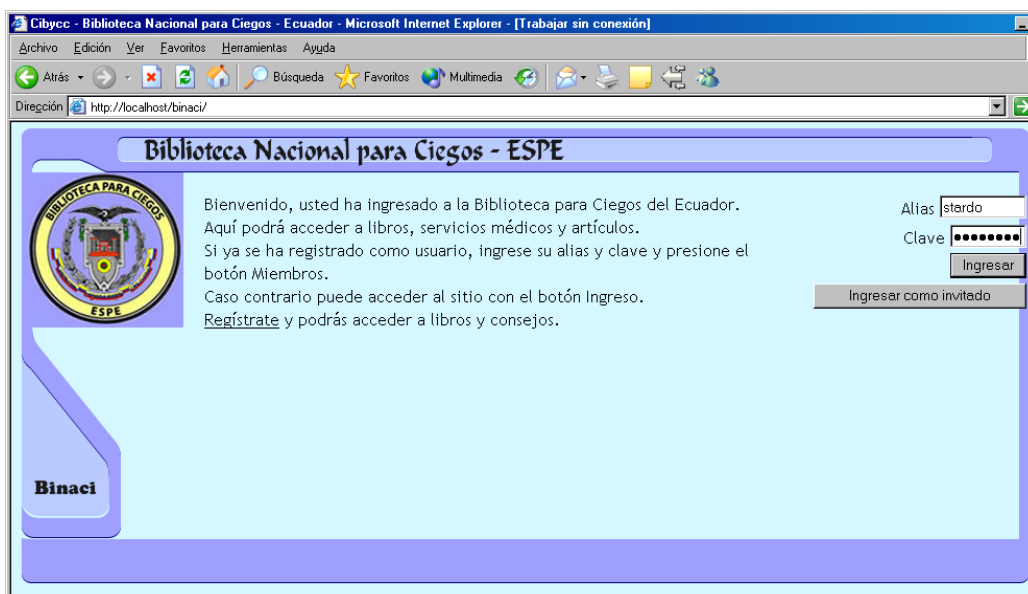 Cibycc - Biblioteca Nacional para Ciegos - Ecuador - Microsoft Internet Explorer - [Trabajar sin conexión]
Archivo Edición Ver Favoritos Herramientas Ayuda
Atrás Búsqueda Favoritos Multimedia
Dirección http://localhost/binaci/
Biblioteca Nacional para Ciegos - ESPE
BIBLIOTECA PARA CIEGOS
ESPE
Bienvenido, usted ha ingresado a la Biblioteca para Ciegos del Ecuador.
Aquí podrá acceder a libros, servicios médicos y artículos.
Si ya se ha registrado como usuario, ingrese su alias y clave y presione el
botón Miembros.
Caso contrario puede acceder al sitio con el botón Ingreso.
Regístrate y podrás acceder a libros y consejos.
Alias stardo
Clave ●●●●●●●●
Ingresar
Ingresar como invitado
Binaci